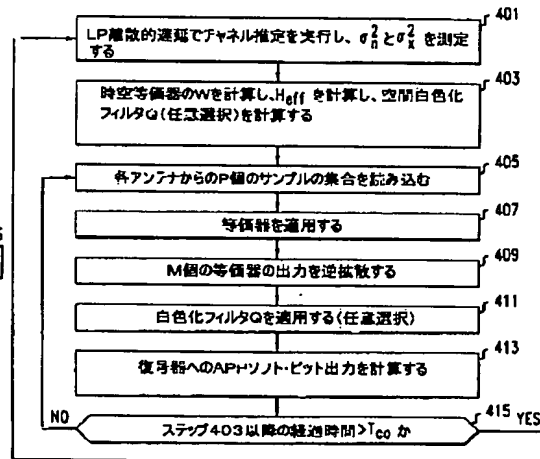 401
LP離散的遅延でチャネル推定を実行し、σ²ₙとσ²ₓ を測定
する
403
時空等価器のWを計算し、Heff を計算し、空間白色化
フィルタQ(任意選択)を計算する
405
各アンテナからのP個のサンプルの集合を読み込む
407
等価器を適用する
409
M個の等価器の出力を逆拡散する
411
白色化フィルタQを適用する(任意選択)
413
復号器へのAPPソフト・ビット出力を計算する
415
NO
ステップ403以降の経過時間>Tco か
YES